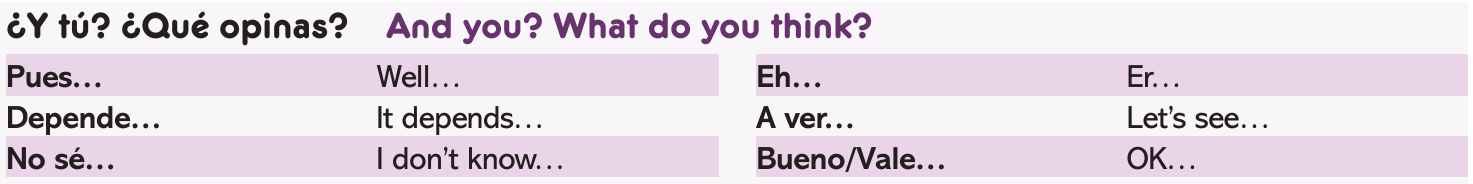 ¿Y tú? ¿Qué opinas? And you? What do you think?
Pues… Well…
Depende… It depends…
No sé… I don't know…
Eh… Er…
A ver… Let's see…
Bueno/Vale… OK…